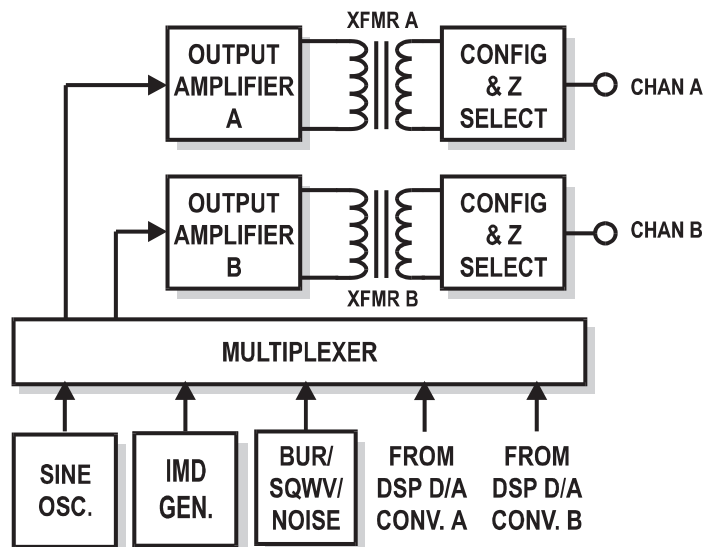 XFMR A
OUTPUT
AMPLIFIER
A
CONFIG
& Z
SELECT
CHAN A
OUTPUT
AMPLIFIER
B
CONFIG
& Z
SELECT
CHAN B
XFMR B
MULTIPLEXER
SINE
OSC.
IMD
GEN.
BUR/
SQWV/
NOISE
FROM
DSP D/A
CONV. A
FROM
DSP D/A
CONV. B